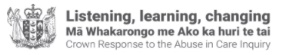 Listening, learning, changing
Mā Whakarongo me Ako ka huri te tai
Crown Response to the Abuse in Care Inquiry